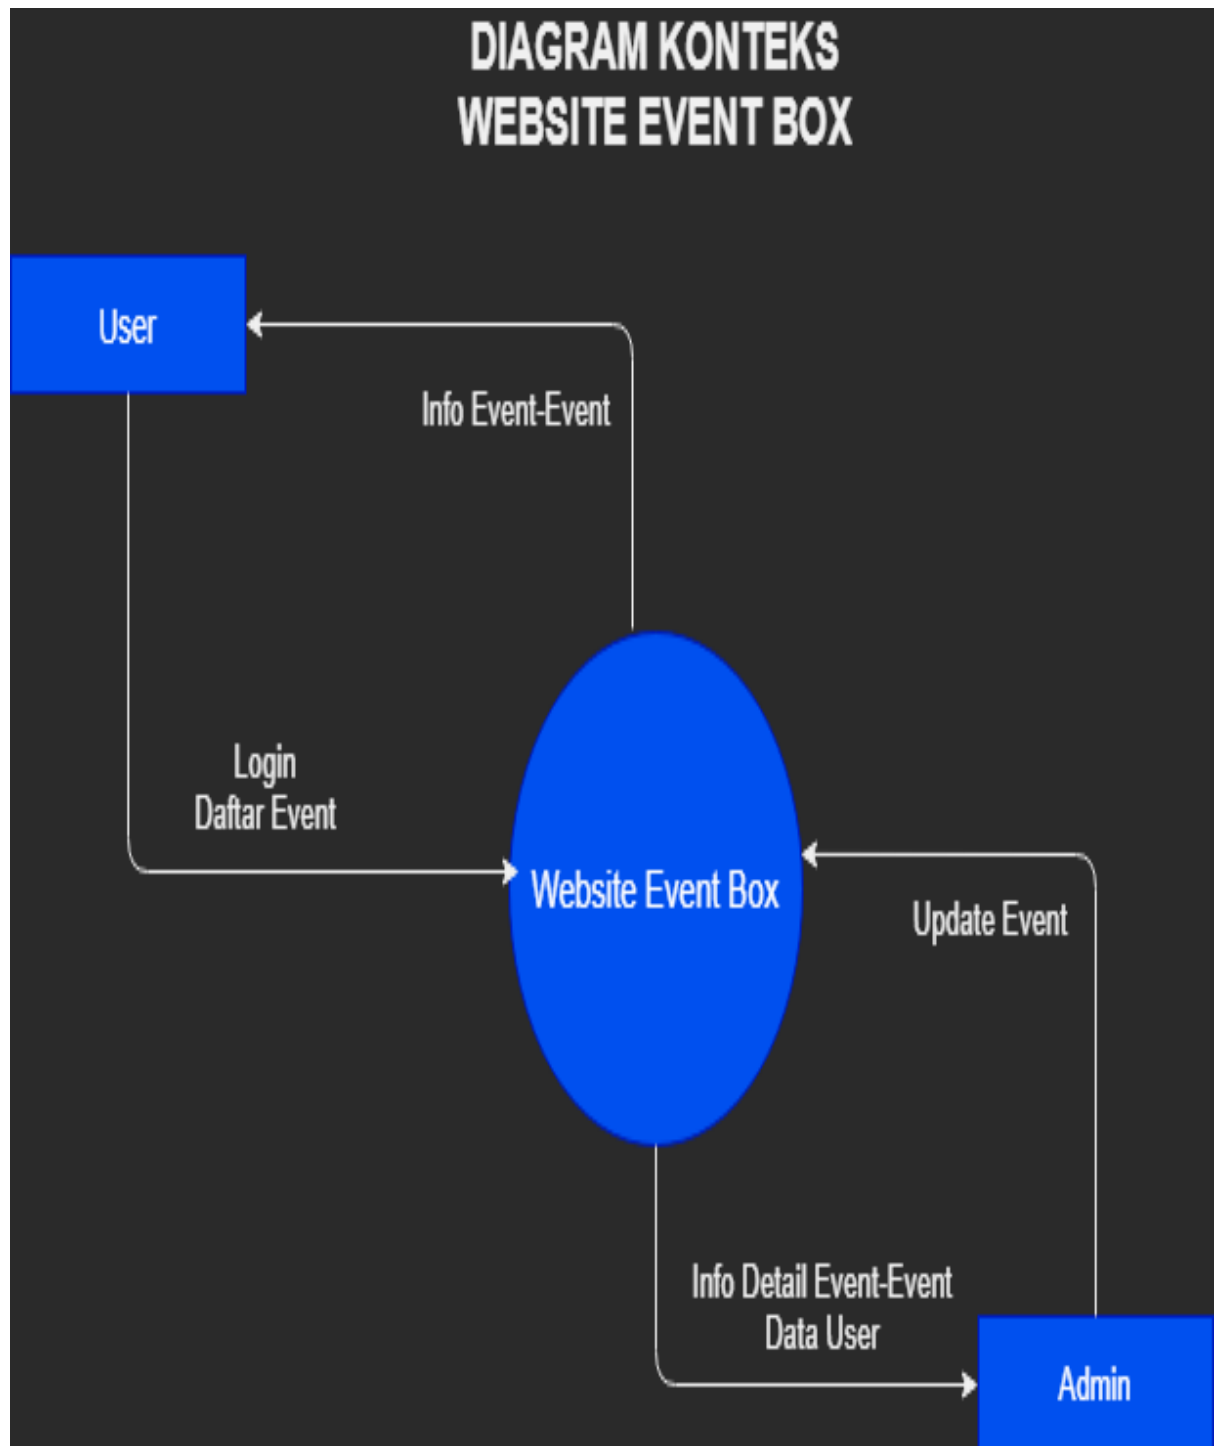 DIAGRAM KONTEKS
WEBSITE EVENT BOX
User
Info Event-Event
Login
Daftar Event
Website Event Box
Update Event
Info Detail Event-Event
Data User
Admin